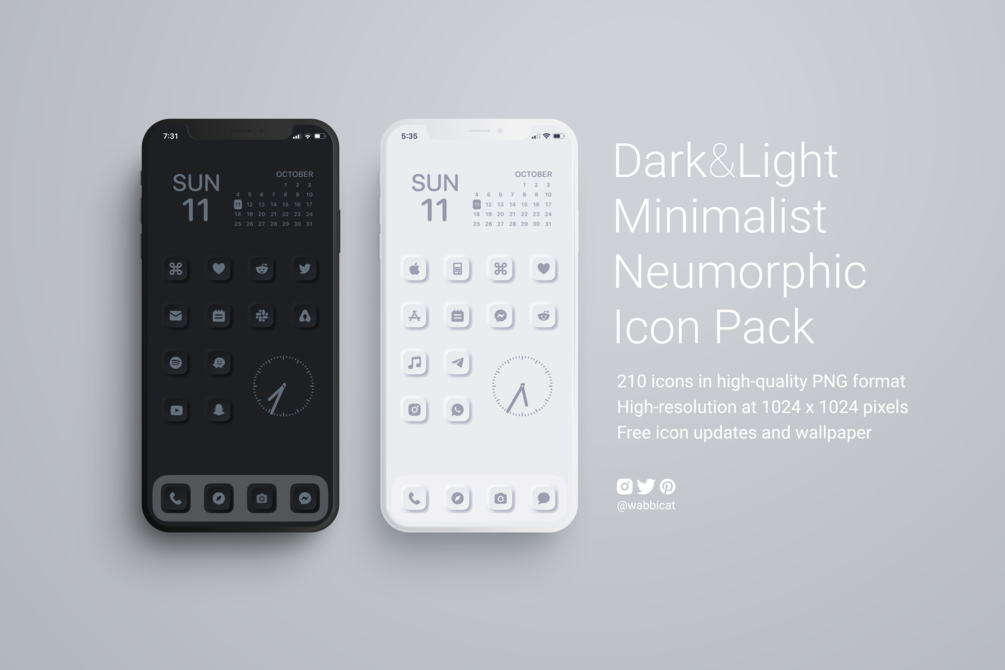 7:31
SUN
11
OCTOBER
1 2 3
4 5 6 7 8 9 10
11 12 13 14 15 16 17
18 19 20 21 22 23 24
25 26 27 28 29 30 31
5:35
SUN
11
OCTOBER
1 2 3
4 5 6 7 8 9 10
11 12 13 14 15 16 17
18 19 20 21 22 23 24
25 26 27 28 29 30 31
Dark&Light
Minimalist
Neumorphic
Icon Pack
210 icons in high-quality PNG format
High-resolution at 1024 x 1024 pixels
Free icon updates and wallpaper
@wabbicat